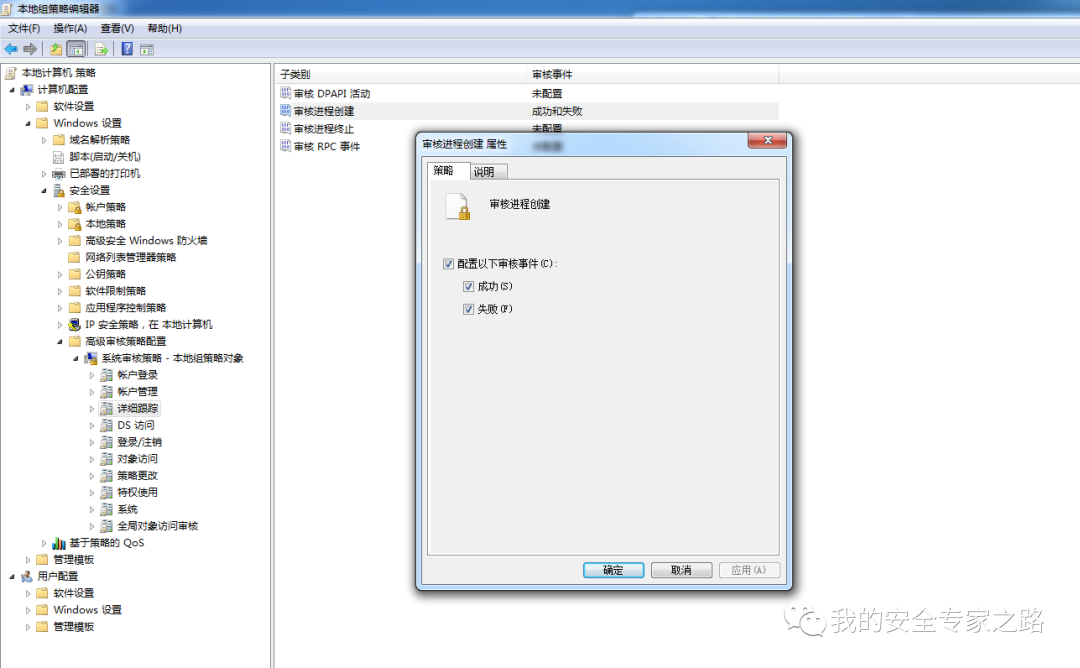 本地组策略编辑器
文件(F) 操作(A) 查看(V) 帮助(H)
本地计算机 策略
计算机配置
软件设置
Windows 设置
域名解析策略
脚本(启动/关机)
已部署的打印机
安全设置
帐户策略
本地策略
高级安全 Windows 防火墙
网络列表管理器策略
公钥策略
软件限制策略
应用程序控制策略
IP 安全策略，在 本地计算机
高级审核策略配置
系统审核策略 - 本地组策略对象
帐户登录
帐户管理
详细跟踪
DS 访问
登录/注销
对象访问
策略更改
特权使用
系统
全局对象访问审核
基于策略的 QoS
管理模板
用户配置
软件设置
Windows 设置
管理模板
子类别 审核事件
审核 DPAPI 活动 未配置
审核进程创建 成功和失败
审核进程终止 未配置
审核 RPC 事件
审核进程创建 属性
策略 说明
审核进程创建
配置以下审核事件(C):
成功(S)
失败(F)
确定 取消 应用(A)
我的安全专家之路